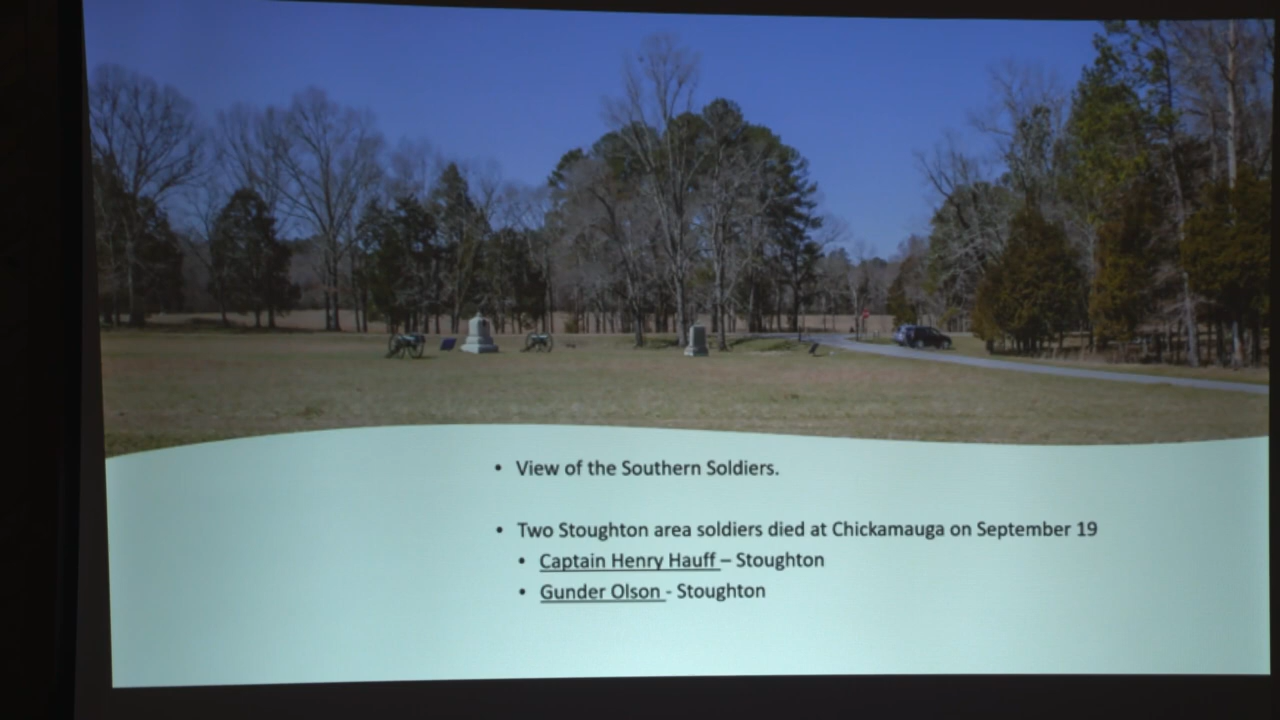 • View of the Southern Soldiers.
• Two Stoughton area soldiers died at Chickamauga on September 19
• Captain Henry Hauff – Stoughton
• Gunder Olson - Stoughton